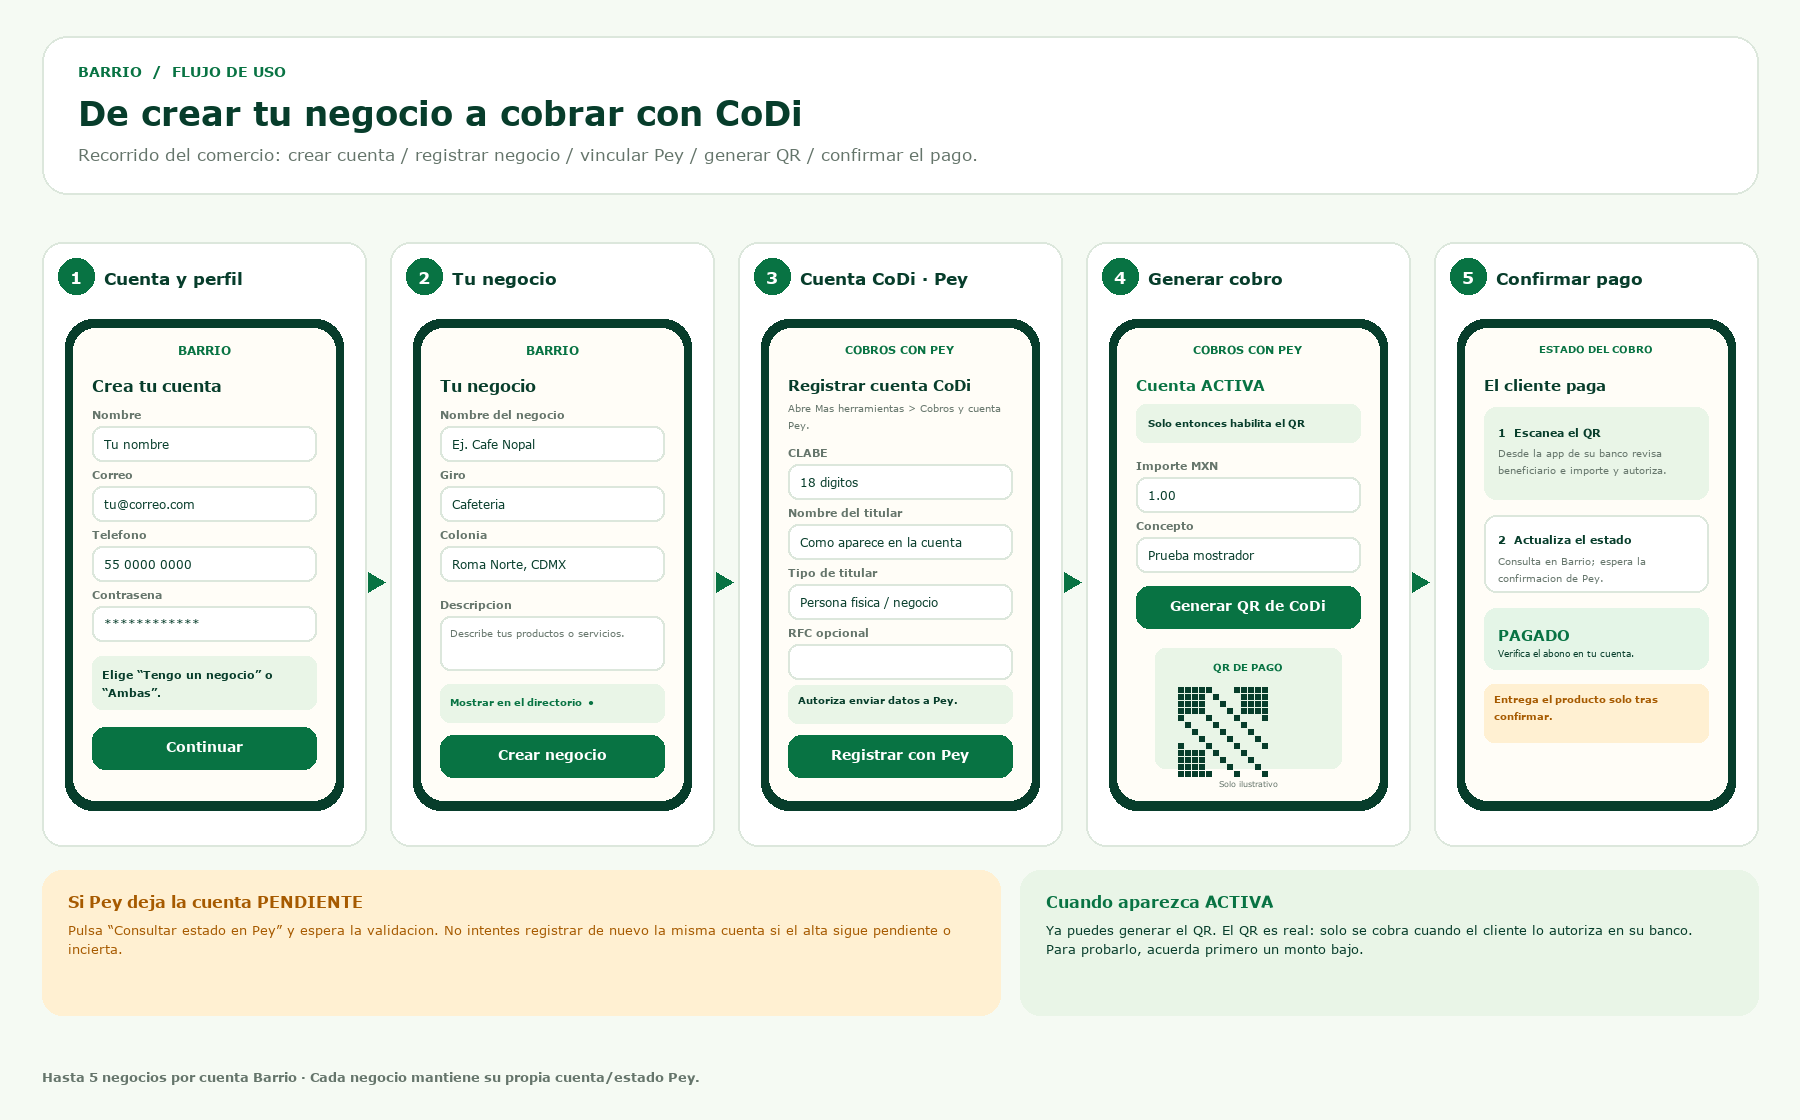 BARRIO / FLUJO DE USO
De crear tu negocio a cobrar con CoDi
Recorrido del comercio: crear cuenta / registrar negocio / vincular Pey / generar QR / confirmar el pago.
1 Cuenta y perfil
BARRIO
Crea tu cuenta
Nombre
Tu nombre
Correo
tu@correo.com
Telefono
55 0000 0000
Contrasena
************
Elige “Tengo un negocio” o
“Ambas”.
Continuar
2 Tu negocio
BARRIO
Tu negocio
Nombre del negocio
Ej. Cafe Nopal
Giro
Cafeteria
Colonia
Roma Norte, CDMX
Descripcion
Describe tus productos o servicios.
Mostrar en el directorio •
Crear negocio
3 Cuenta CoDi · Pey
COBROS CON PEY
Registrar cuenta CoDi
Abre Mas herramientas > Cobros y cuenta
Pey.
CLABE
18 digitos
Nombre del titular
Como aparece en la cuenta
Tipo de titular
Persona fisica / negocio
RFC opcional
Autoriza enviar datos a Pey.
Registrar con Pey
4 Generar cobro
COBROS CON PEY
Cuenta ACTIVA
Solo entonces habilita el QR
Importe MXN
1.00
Concepto
Prueba mostrador
Generar QR de CoDi
QR DE PAGO
Solo ilustrativo
5 Confirmar pago
ESTADO DEL COBRO
El cliente paga
1 Escanea el QR
Desde la app de su banco revisa
beneficiario e importe y autoriza.
2 Actualiza el estado
Consulta en Barrio; espera la
confirmacion de Pey.
PAGADO
Verifica el abono en tu cuenta.
Entrega el producto solo tras
confirmar.
Si Pey deja la cuenta PENDIENTE
Pulsa “Consultar estado en Pey” y espera la validacion. No intentes registrar de nuevo la misma cuenta si el alta sigue pendiente o
incierta.
Cuando aparezca ACTIVA
Ya puedes generar el QR. El QR es real: solo se cobra cuando el cliente lo autoriza en su banco.
Para probarlo, acuerda primero un monto bajo.
Hasta 5 negocios por cuenta Barrio · Cada negocio mantiene su propia cuenta/estado Pey.